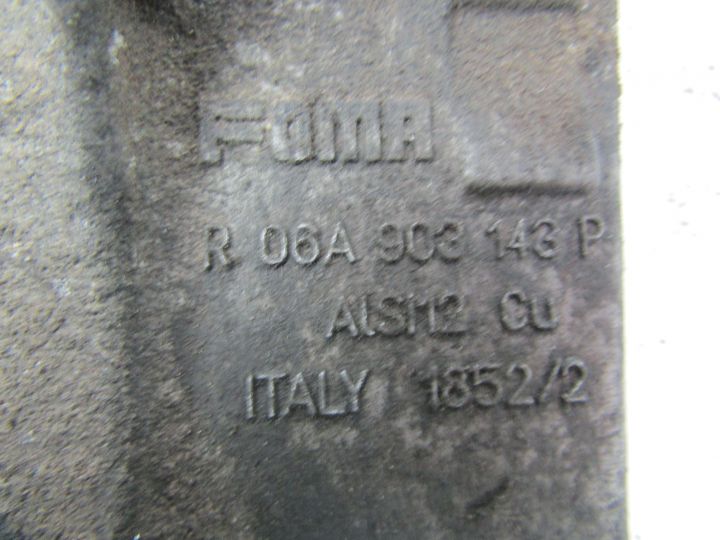 FOMA
R 06A 903 143 P
AlSi12 Cu
ITALY 1852/2